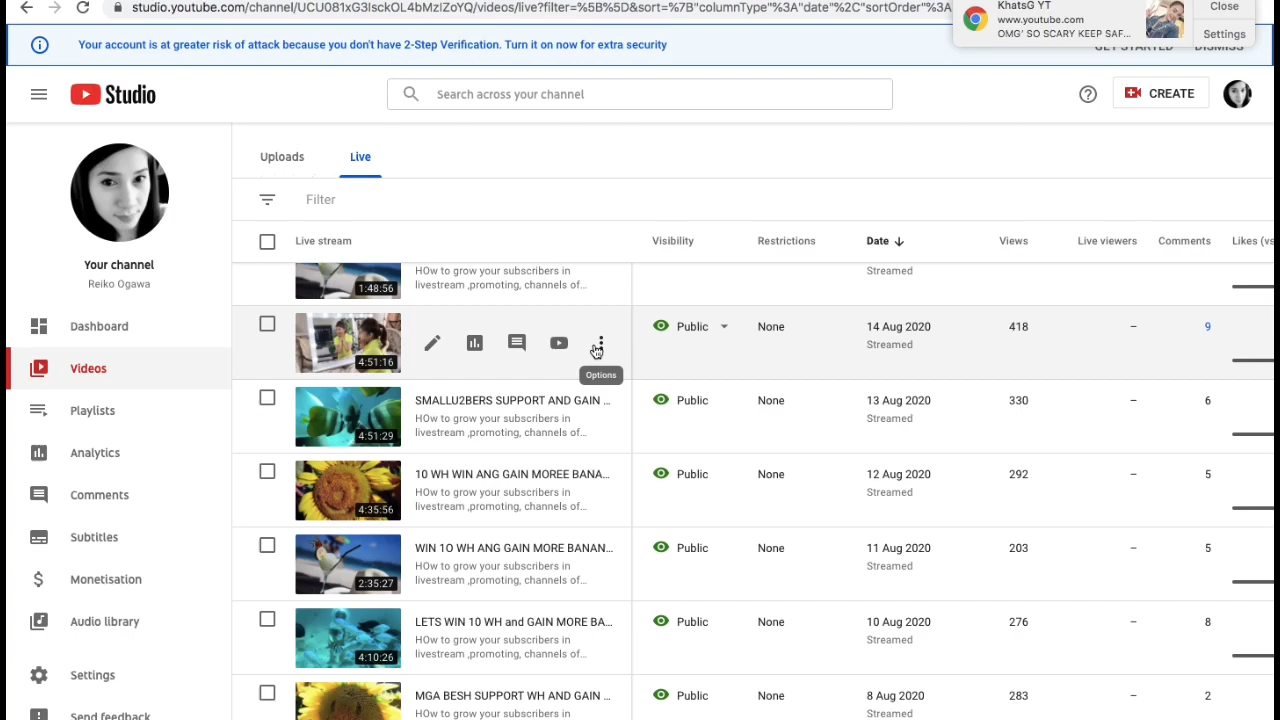 studio.youtube.com/channel/UCU081xG3IsckOL4bMzIZoYQ/videos/live?filter=%5B%5D&sort=%7B"columnType"%3A"date"%2C"sortOrder"%3A
KhatsG YT
www.youtube.com
OMG' SO SCARY KEEP SAF...
Close
Settings
Your account is at greater risk of attack because you don't have 2-Step Verification. Turn it on now for extra security
GET STARTED
DISMISS
Studio
Search across your channel
CREATE
Your channel
Reiko Ogawa
Dashboard
Videos
Playlists
Analytics
Comments
Subtitles
Monetisation
Audio library
Settings
Send feedback
Uploads
Live
Filter
Live stream
Visibility
Restrictions
Date
Views
Live viewers
Comments
Likes (vs
1:48:56
HOw to grow your subscribers in
livestream ,promoting, channels of...
Streamed
4:51:16
Options
Public
None
14 Aug 2020
Streamed
418
–
9
4:51:29
SMALLU2BERS SUPPORT AND GAIN ...
HOw to grow your subscribers in
livestream ,promoting, channels of...
Public
None
13 Aug 2020
Streamed
330
–
6
4:35:56
10 WH WIN ANG GAIN MOREE BANA...
HOw to grow your subscribers in
livestream ,promoting, channels of...
Public
None
12 Aug 2020
Streamed
292
–
5
2:35:27
WIN 1O WH ANG GAIN MORE BANAN...
HOw to grow your subscribers in
livestream ,promoting, channels of...
Public
None
11 Aug 2020
Streamed
203
–
5
4:10:26
LETS WIN 10 WH and GAIN MORE BA...
HOw to grow your subscribers in
livestream ,promoting, channels of...
Public
None
10 Aug 2020
Streamed
276
–
8
MGA BESH SUPPORT WH AND GAIN ...
HOw to grow your subscribers in
Public
None
8 Aug 2020
Streamed
283
–
2